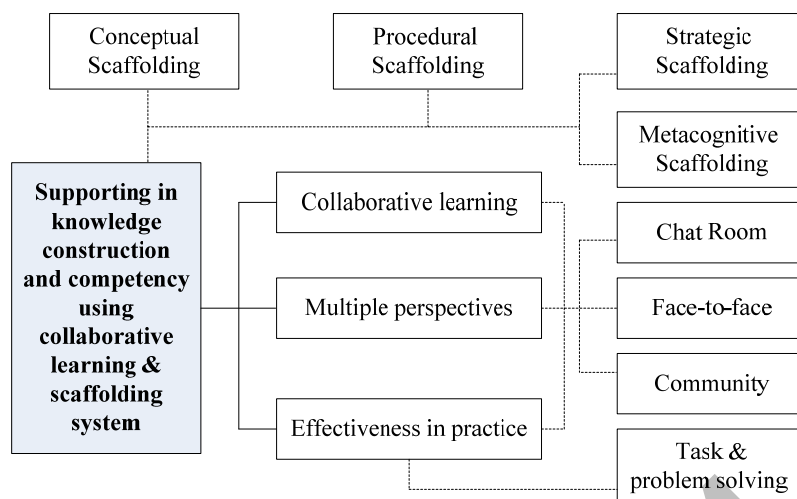 Conceptual
Scaffolding
Procedural
Scaffolding
Strategic
Scaffolding
Metacognitive
Scaffolding
Supporting in
knowledge
construction
and competency
using
collaborative
learning &
scaffolding
system
Collaborative learning
Multiple perspectives
Effectiveness in practice
Chat Room
Face-to-face
Community
Task &
problem solving